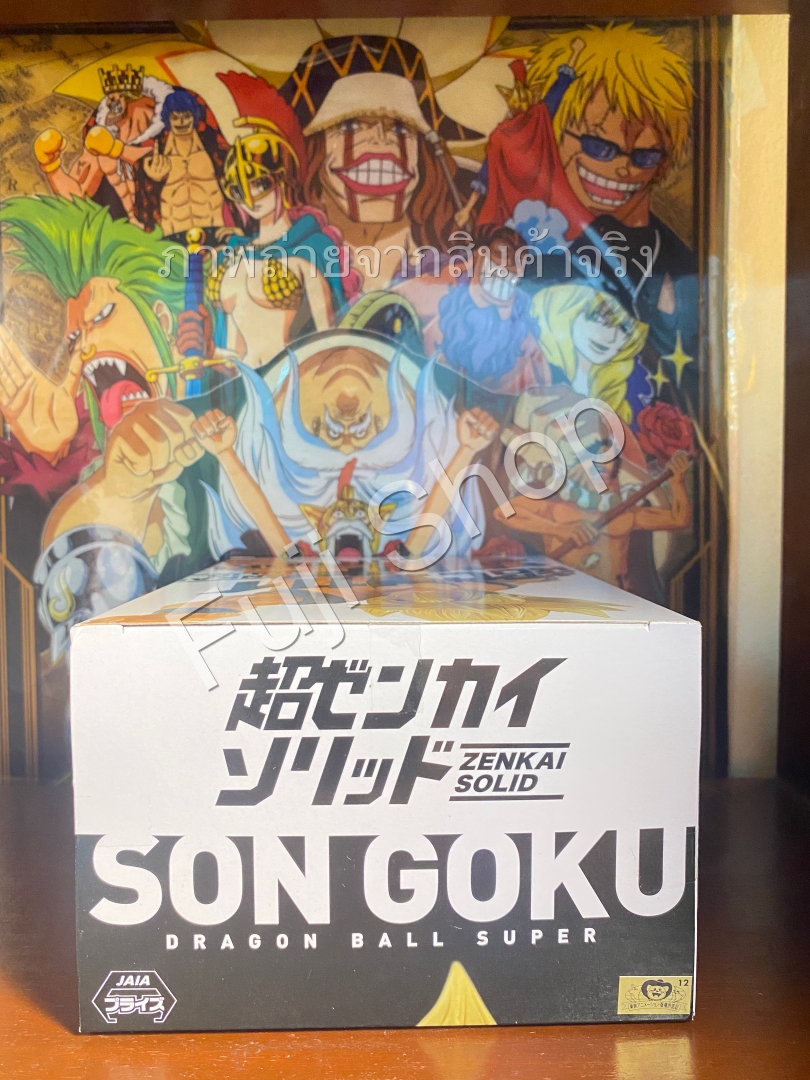 ภาพถ่ายจากสินค้าจริง
Fuji Shop
超ゼンカイ
ソリッド ZENKAI
SOLID
SON GOKU
DRAGON BALL SUPER
JAIA
プライズ
12